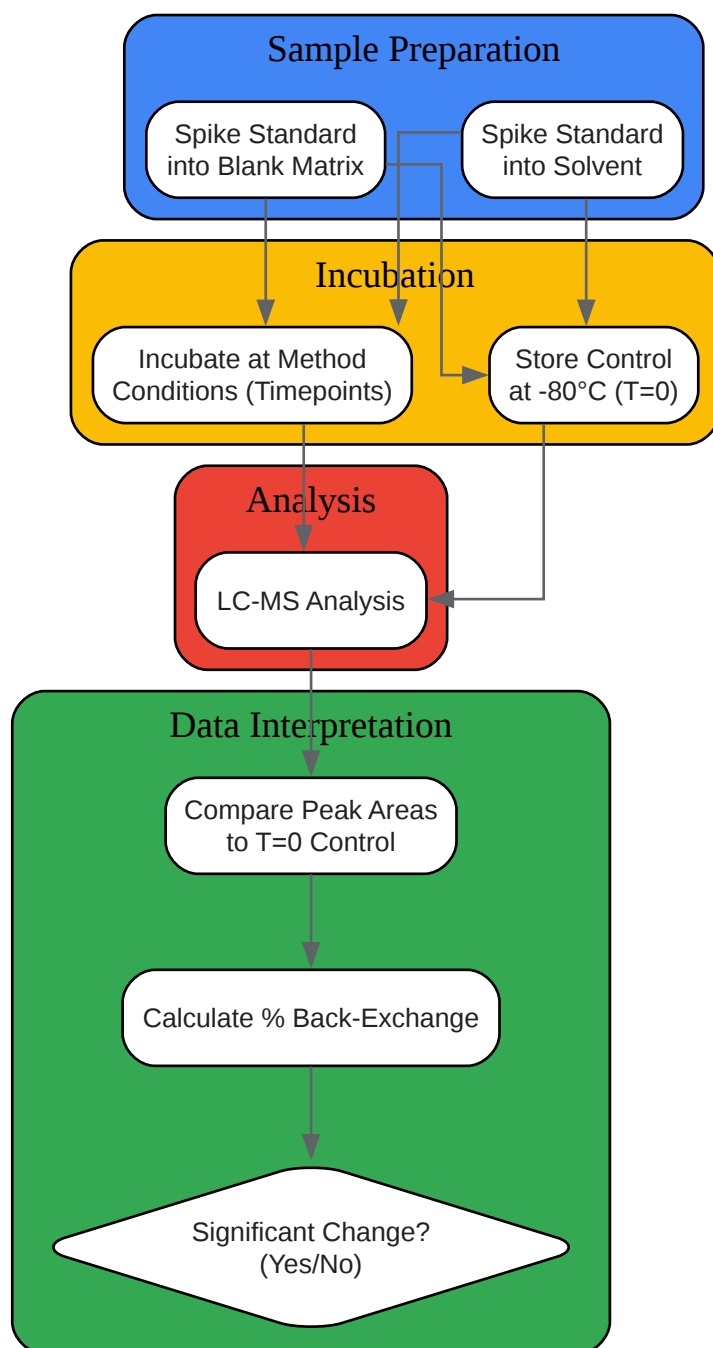 Sample Preparation
Spike Standard
into Blank Matrix
Spike Standard
into Solvent
Incubation
Incubate at Method
Conditions (Timepoints)
Store Control
at -80°C (T=0)
Analysis
LC-MS Analysis
Data Interpretation
Compare Peak Areas
to T=0 Control
Calculate % Back-Exchange
Significant Change?
(Yes/No)